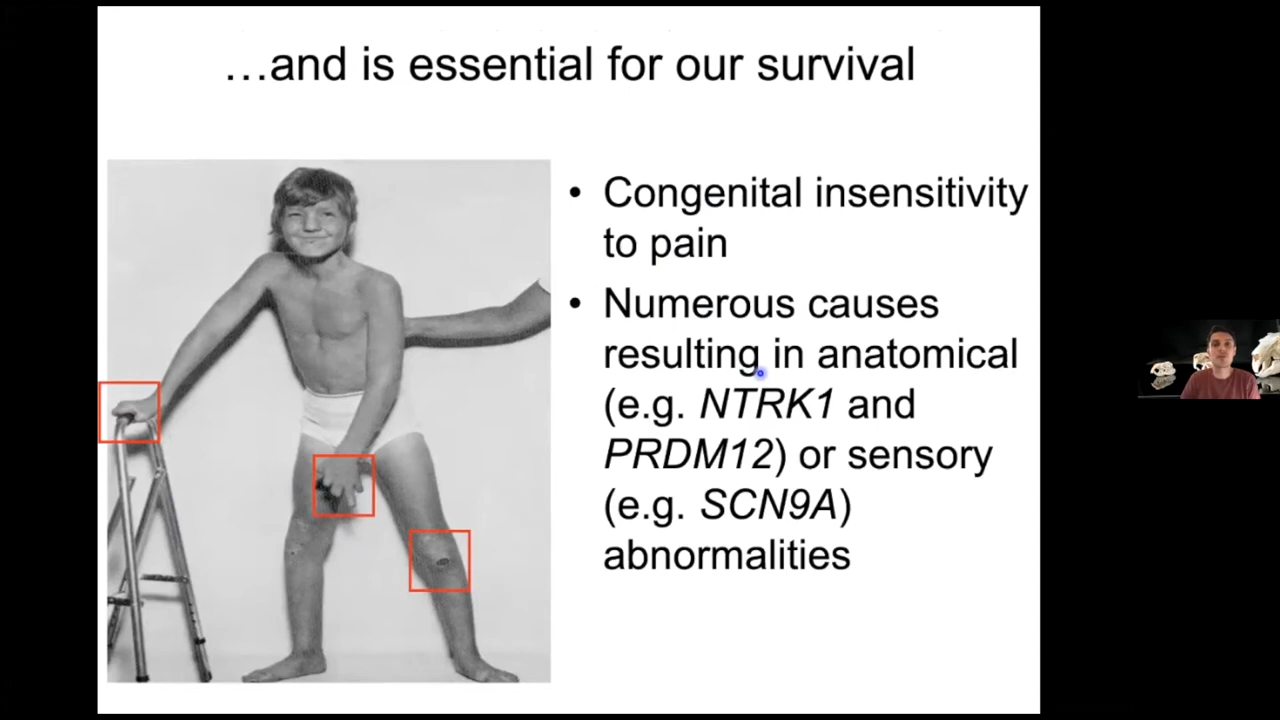 …and is essential for our survival
• Congenital insensitivity
to pain
• Numerous causes
resulting in anatomical
(e.g. NTRK1 and
PRDM12) or sensory
(e.g. SCN9A)
abnormalities